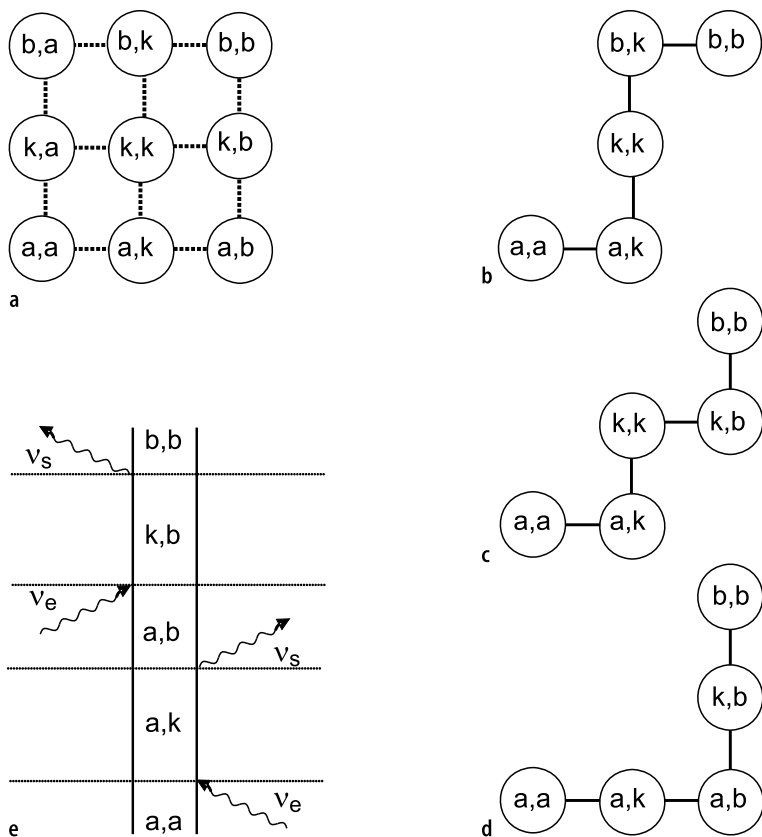 b,a b,k b,b
k,a k,k k,b
a,a a,k a,b
a
b,k b,b
k,k
a,a a,k
b
b,b
k,k k,b
a,a a,k
c
b,b
k,b
a,a a,k a,b
d
b,b
νs
k,b
νe
a,b
νs
a,k
νe
a,a
e